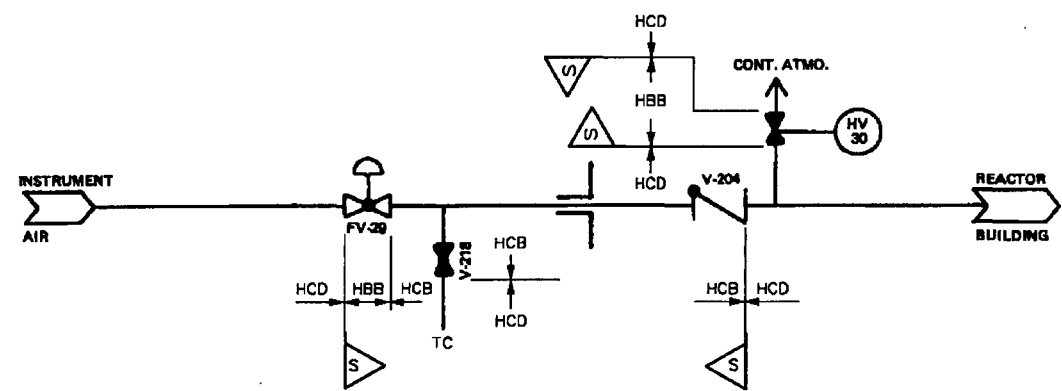 HCD
S
CONT. ATMO.
HBB
S
HV
30
HCD
INSTRUMENT
V-204
REACTOR
AIR
FV-29
V-218
BUILDING
HCB
HCD HBB HCB
HCB HCD
HCD
TC
S
S